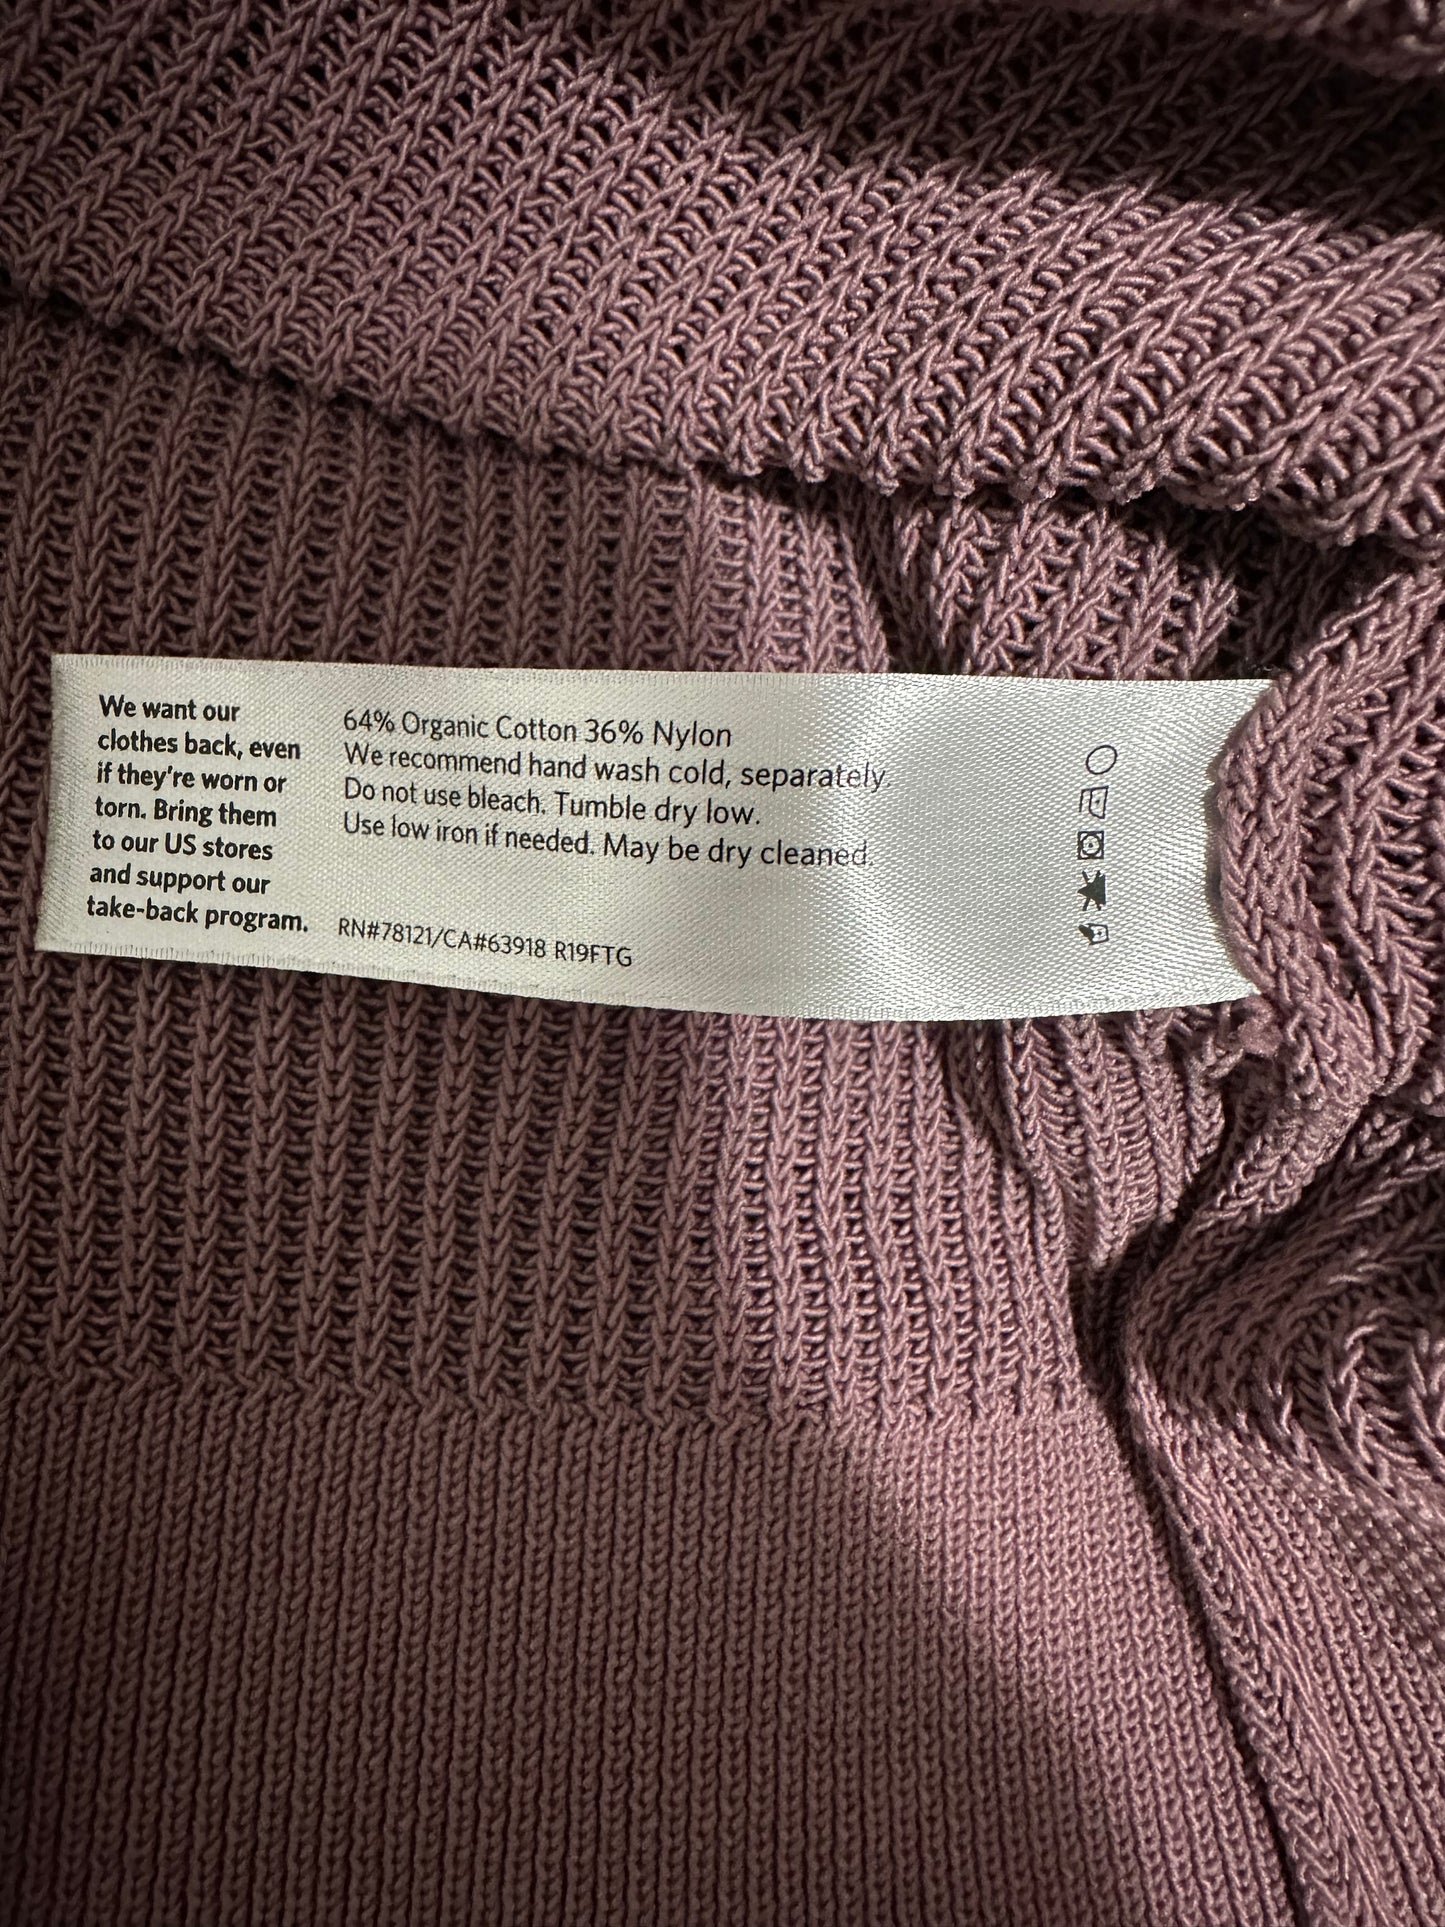 We want our
clothes back, even
if they're worn or
torn. Bring them
to our US stores
and support our
take-back program.
64% Organic Cotton 36% Nylon
We recommend hand wash cold, separately.
Do not use bleach. Tumble dry low.
Use low iron if needed. May be dry cleaned.
RN#78121/CA#63918 R19FTG